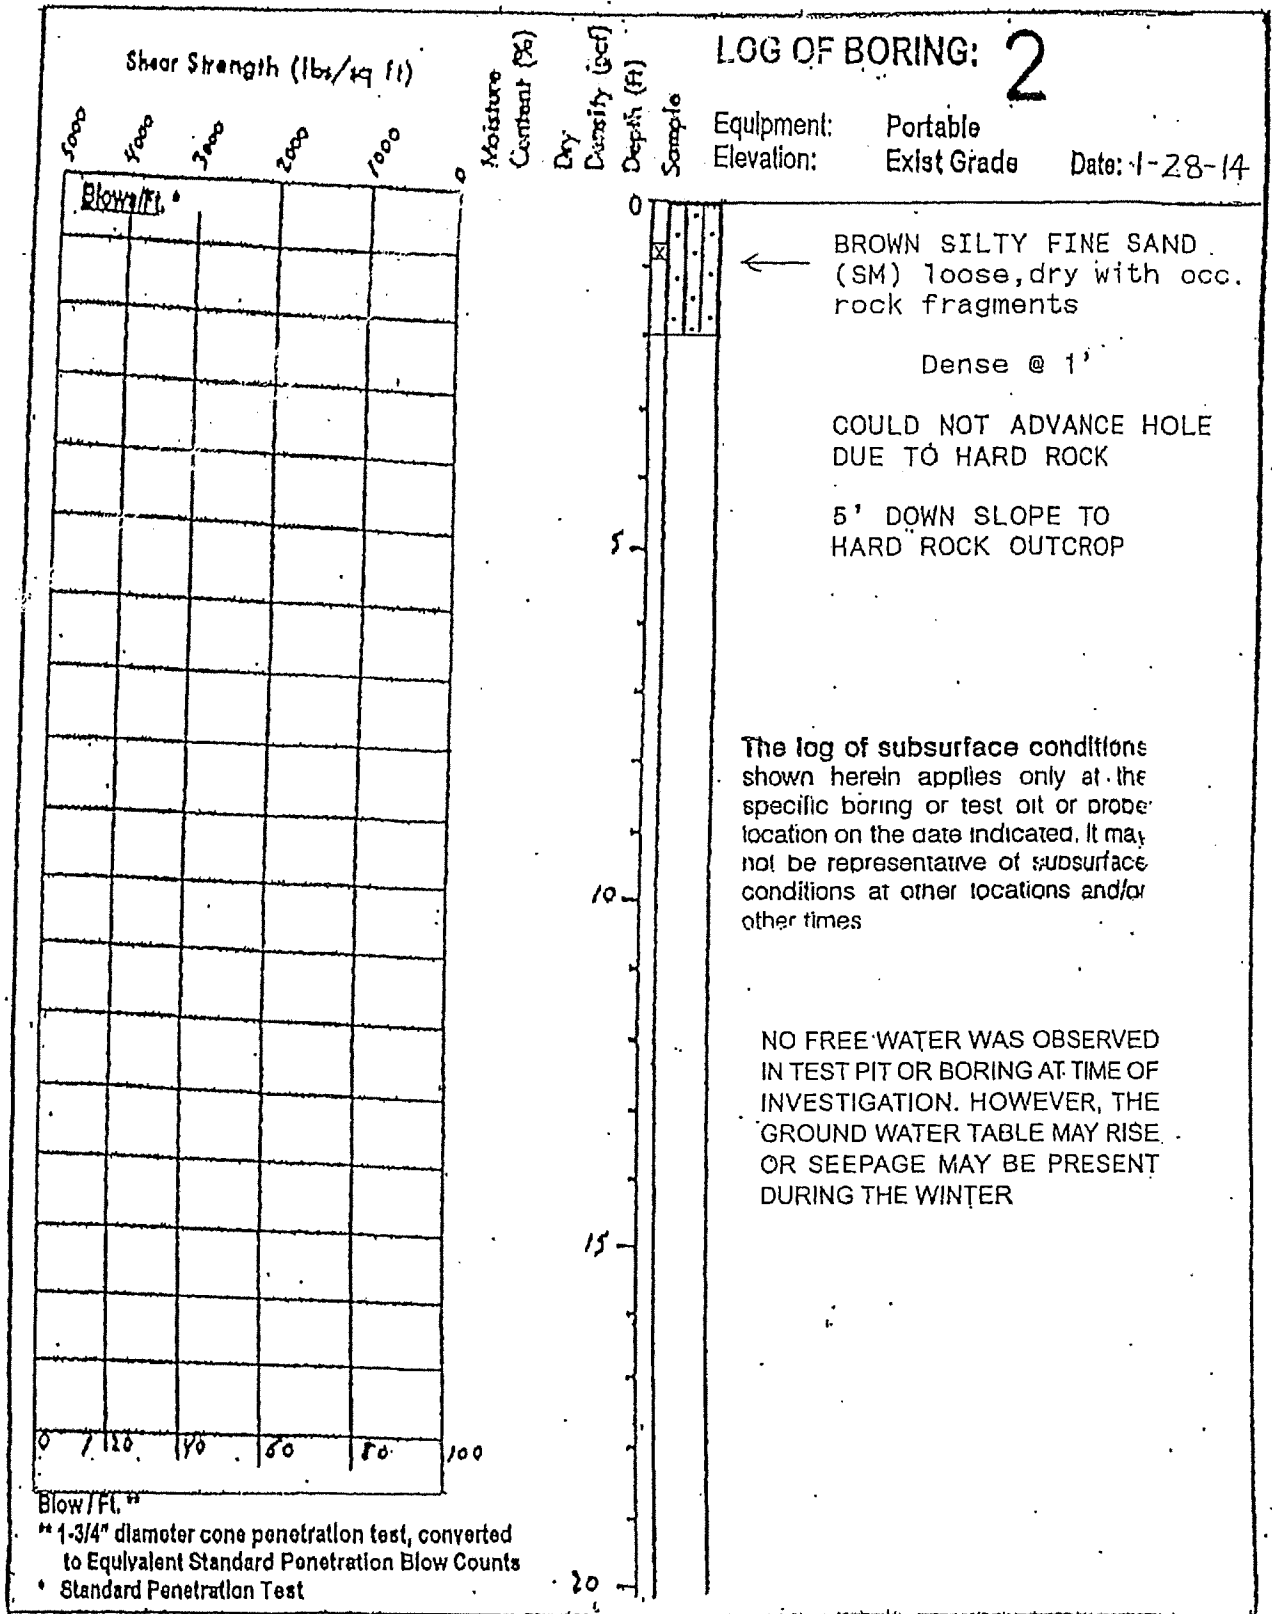 Shear Strength (lbs/sq ft)
5000 4000 3000 2000 1000 0
Moisture
Content (%)
Dry
Density (pcf)
Depth (ft)
Sample
LOG OF BORING: 2
Equipment: Portable
Elevation: Exist Grade Date: 1-28-14
Blows/Ft. *
0
X
BROWN SILTY FINE SAND
(SM) loose,dry with occ.
rock fragments
Dense @ 1'
COULD NOT ADVANCE HOLE
DUE TO HARD ROCK
5' DOWN SLOPE TO
HARD ROCK OUTCROP
5
The log of subsurface conditions
shown herein applies only at the
specific boring or test pit or probe
location on the date indicated. It may
not be representative of subsurface
conditions at other locations and/or
other times
10
NO FREE WATER WAS OBSERVED
IN TEST PIT OR BORING AT TIME OF
INVESTIGATION. HOWEVER, THE
GROUND WATER TABLE MAY RISE
OR SEEPAGE MAY BE PRESENT
DURING THE WINTER
15
0 20 40 60 80 100
Blow / Ft. **
** 1-3/4" diameter cone penetration test, converted
to Equivalent Standard Penetration Blow Counts
* Standard Penetration Test
20